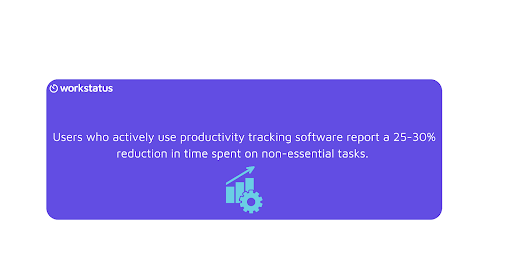 workstatus
Users who actively use productivity tracking software report a 25-30%
reduction in time spent on non-essential tasks.